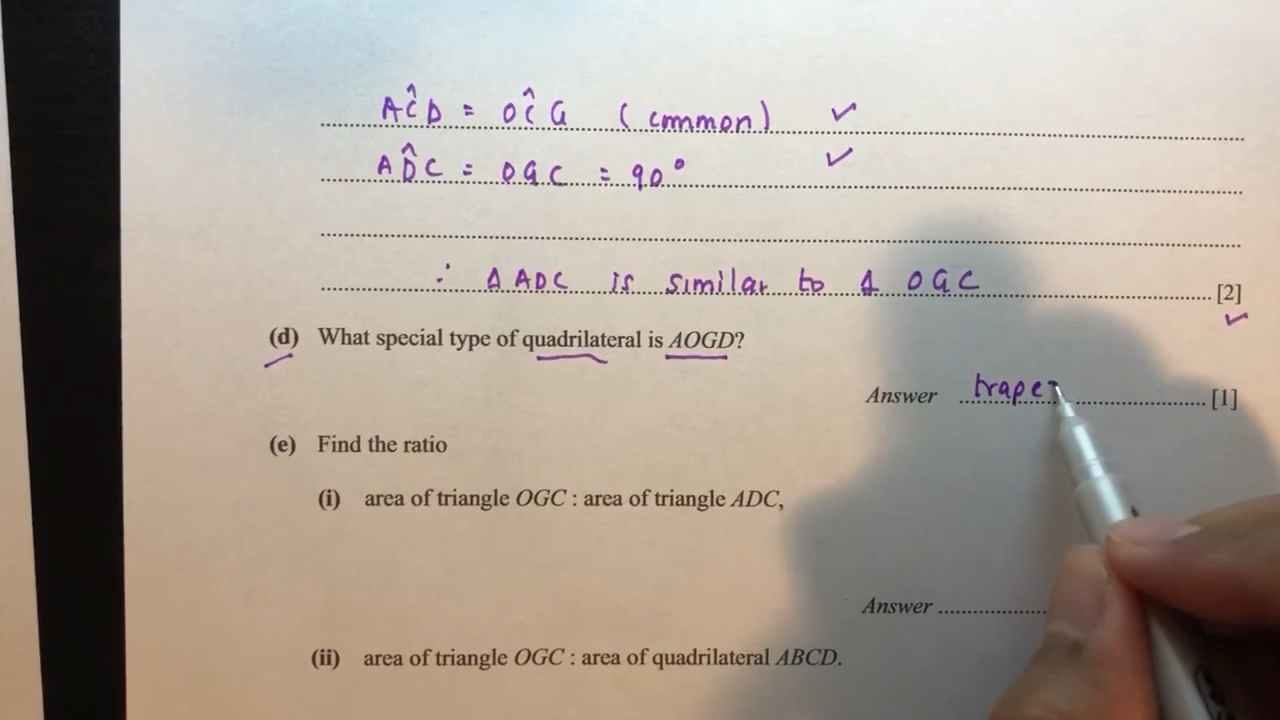 AĈD = OĈG (common) ✓
AD̂C = OGC = 90° ✓
∴ Δ ADC is similar to Δ OGC [2]
(d) What special type of quadrilateral is AOGD?
Answer trapez [1]
(e) Find the ratio
(i) area of triangle OGC : area of triangle ADC,
Answer
(ii) area of triangle OGC : area of quadrilateral ABCD.